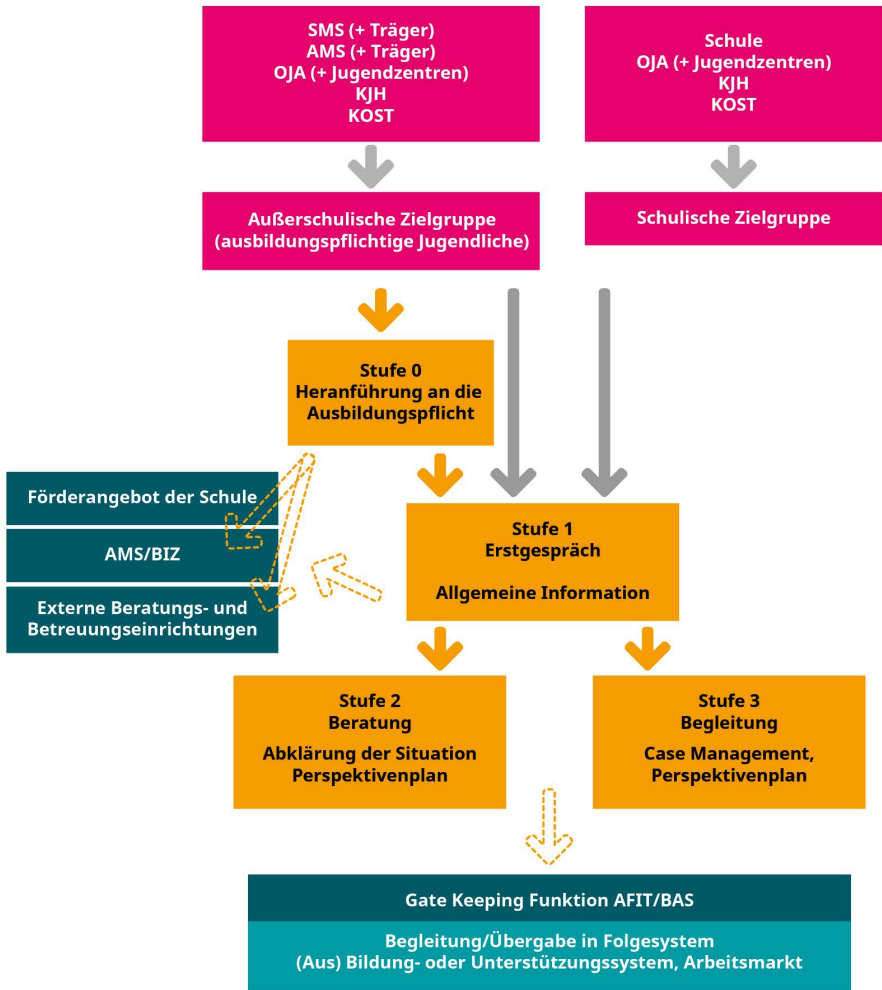 SMS (+ Träger)
AMS (+ Träger)
OJA (+ Jugendzentren)
KJH
KOST
Schule
OJA (+ Jugendzentren)
KJH
KOST
Außerschulische Zielgruppe
(ausbildungspflichtige Jugendliche)
Schulische Zielgruppe
Stufe 0
Heranführung an die
Ausbildungspflicht
Förderangebot der Schule
AMS/BIZ
Externe Beratungs- und
Betreuungseinrichtungen
Stufe 1
Erstgespräch
Allgemeine Information
Stufe 2
Beratung
Abklärung der Situation
Perspektivenplan
Stufe 3
Begleitung
Case Management,
Perspektivenplan
Gate Keeping Funktion AFIT/BAS
Begleitung/Übergabe in Folgesystem
(Aus) Bildung- oder Unterstützungssystem, Arbeitsmarkt